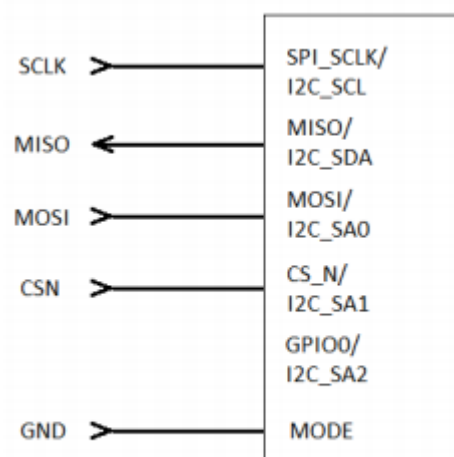 SCLK
SPI_SCLK/
I2C_SCL
MISO
MISO/
I2C_SDA
MOSI
MOSI/
I2C_SA0
CSN
CS_N/
I2C_SA1
GPIO0/
I2C_SA2
GND
MODE